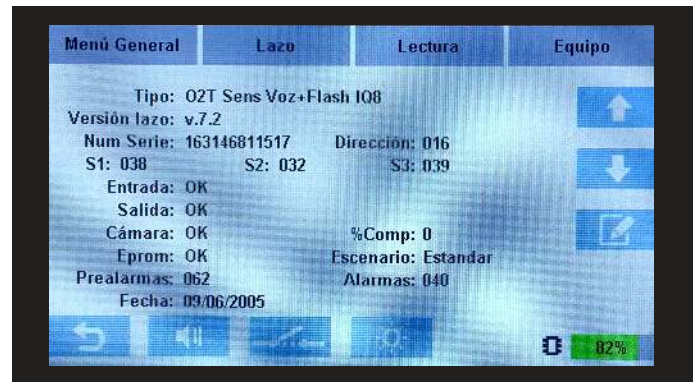 Menú General Lazo Lectura Equipo
Tipo: O2T Sens Voz+Flash IQ8
Versión lazo: v.7.2
Num Serie: 163146811517 Dirección: 016
S1: 038 S2: 032 S3: 039
Entrada: OK
Salida: OK
Cámara: OK %Comp: 0
Eprom: OK Escenario: Estandar
Prealarmas: 062 Alarmas: 040
Fecha: 09/06/2005
82%